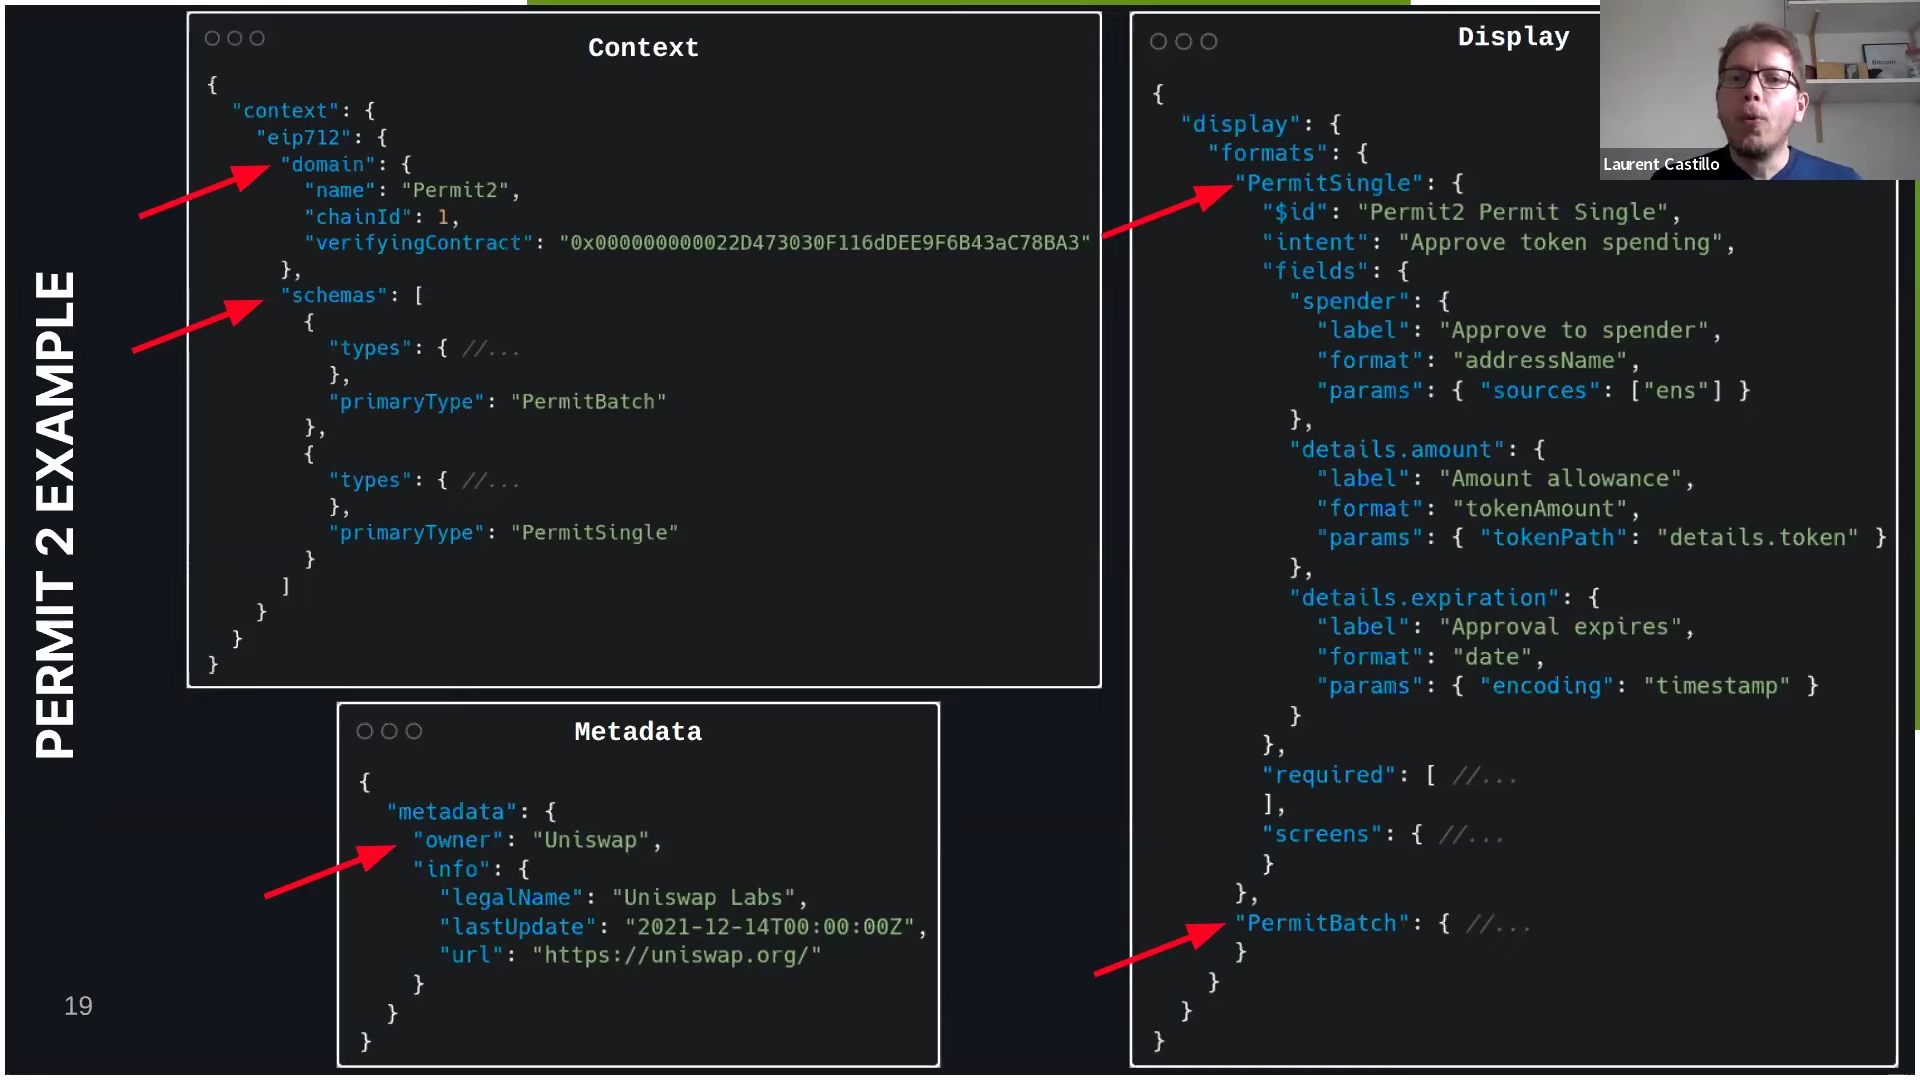 PERMIT 2 EXAMPLE
19
Context
{
"context": {
"eip712": {
"domain": {
"name": "Permit2",
"chainId": 1,
"verifyingContract": "0x000000000022D473030F116dDEE9F6B43aC78BA3"
},
"schemas": [
{
"types": { //...
},
"primaryType": "PermitBatch"
},
{
"types": { //...
},
"primaryType": "PermitSingle"
}
]
}
}
}
Metadata
{
"metadata": {
"owner": "Uniswap",
"info": {
"legalName": "Uniswap Labs",
"lastUpdate": "2021-12-14T00:00:00Z",
"url": "https://uniswap.org/"
}
}
}
Display
{
"display": {
"formats": {
"PermitSingle": {
"$id": "Permit2 Permit Single",
"intent": "Approve token spending",
"fields": {
"spender": {
"label": "Approve to spender",
"format": "addressName",
"params": { "sources": ["ens"] }
},
"details.amount": {
"label": "Amount allowance",
"format": "tokenAmount",
"params": { "tokenPath": "details.token" }
},
"details.expiration": {
"label": "Approval expires",
"format": "date",
"params": { "encoding": "timestamp" }
}
},
"required": [ //...
],
"screens": { //...
}
},
"PermitBatch": { //...
}
}
}
}
Bitcoin
Laurent Castillo